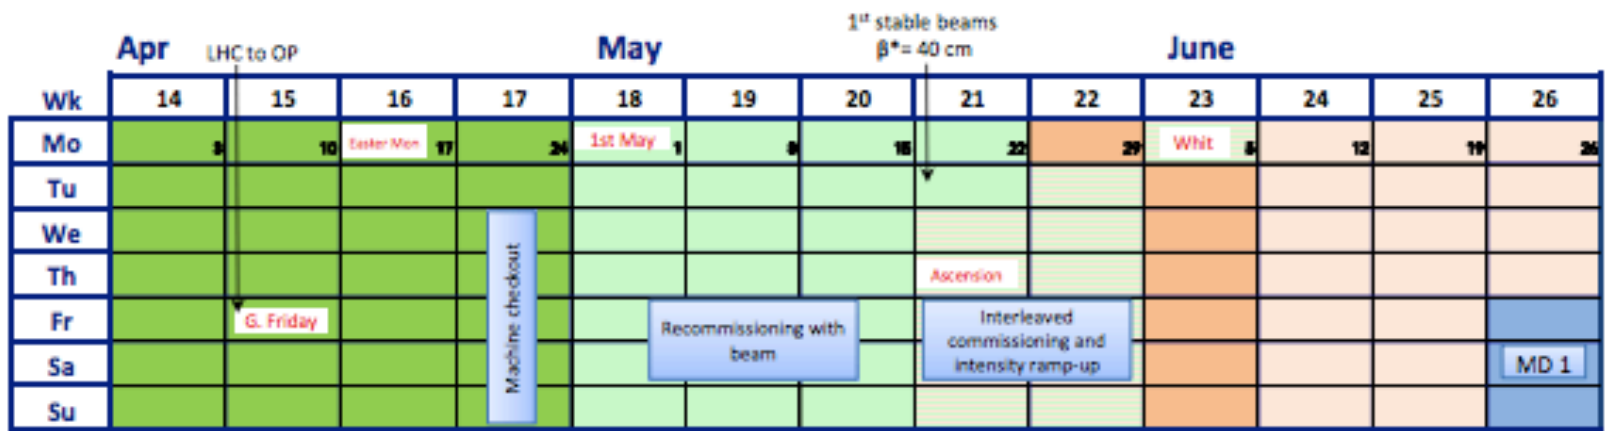 1st stable beams
β*= 40 cm
Apr LHC to OP May June
Wk 14 15 16 17 18 19 20 21 22 23 24 25 26
Mo 3 10 Easter Mon 17 24 1st May 1 8 15 22 29 Whit 5 12 19 26
Tu
We
Th Ascension
Fr G. Friday
Sa
Su
Machine checkout
Recommissioning with
beam
Interleaved
commissioning and
intensity ramp-up
MD 1